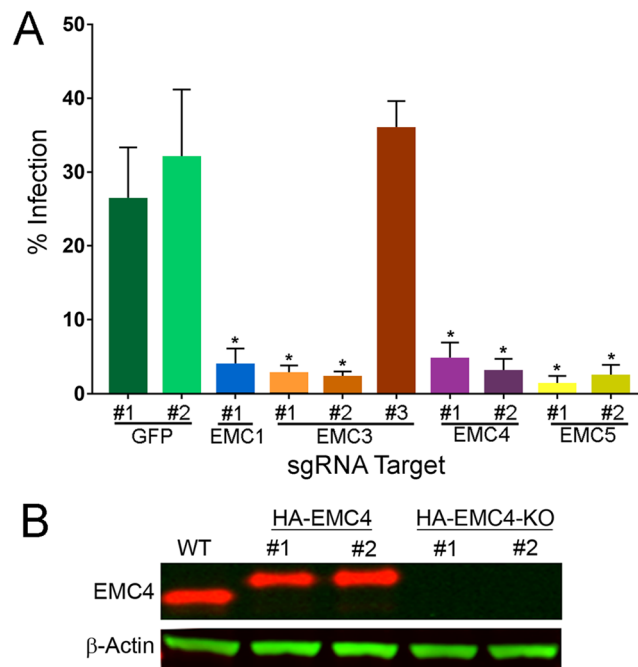 A
50
40
30
20
10
0
% Infection
* * * * * * *
#1 #2 #1 #1 #2 #3 #1 #2 #1 #2
GFP EMC1 EMC3 EMC4 EMC5
sgRNA Target
B
HA-EMC4 HA-EMC4-KO
WT #1 #2 #1 #2
EMC4
β-Actin